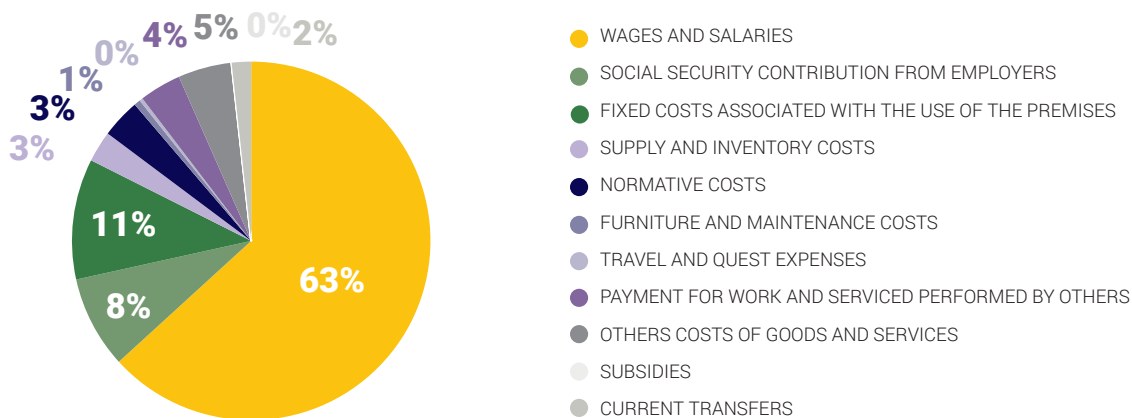 0%
5%
2%
4%
0%
1%
3%
3%
11%
8%
63%
WAGES AND SALARIES
SOCIAL SECURITY CONTRIBUTION FROM EMPLOYERS
FIXED COSTS ASSOCIATED WITH THE USE OF THE PREMISES
SUPPLY AND INVENTORY COSTS
NORMATIVE COSTS
FURNITURE AND MAINTENANCE COSTS
TRAVEL AND QUEST EXPENSES
PAYMENT FOR WORK AND SERVICED PERFORMED BY OTHERS
OTHERS COSTS OF GOODS AND SERVICES
SUBSIDIES
CURRENT TRANSFERS